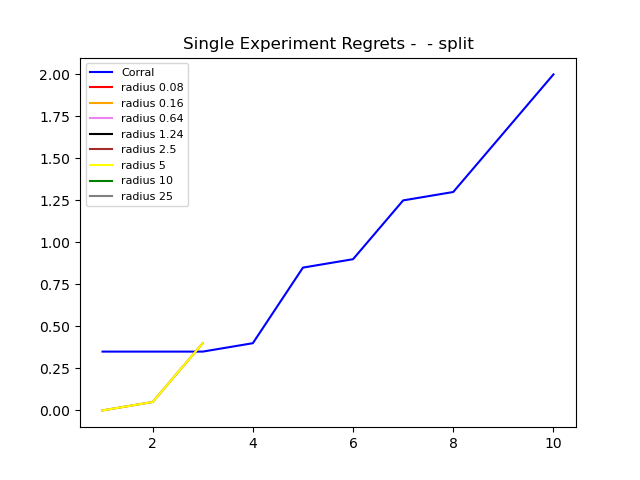 Single Experiment Regrets -  - split
Corral
radius 0.08
radius 0.16
radius 0.64
radius 1.24
radius 2.5
radius 5
radius 10
radius 25
2.00
1.75
1.50
1.25
1.00
0.75
0.50
0.25
0.00
2 4 6 8 10